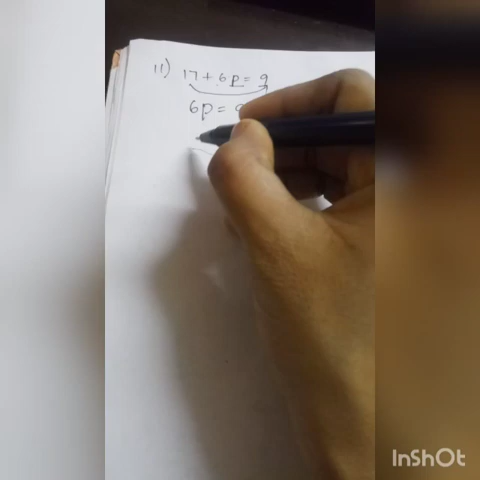 11) 17 + 6p = 9
6p = 9
InShOt